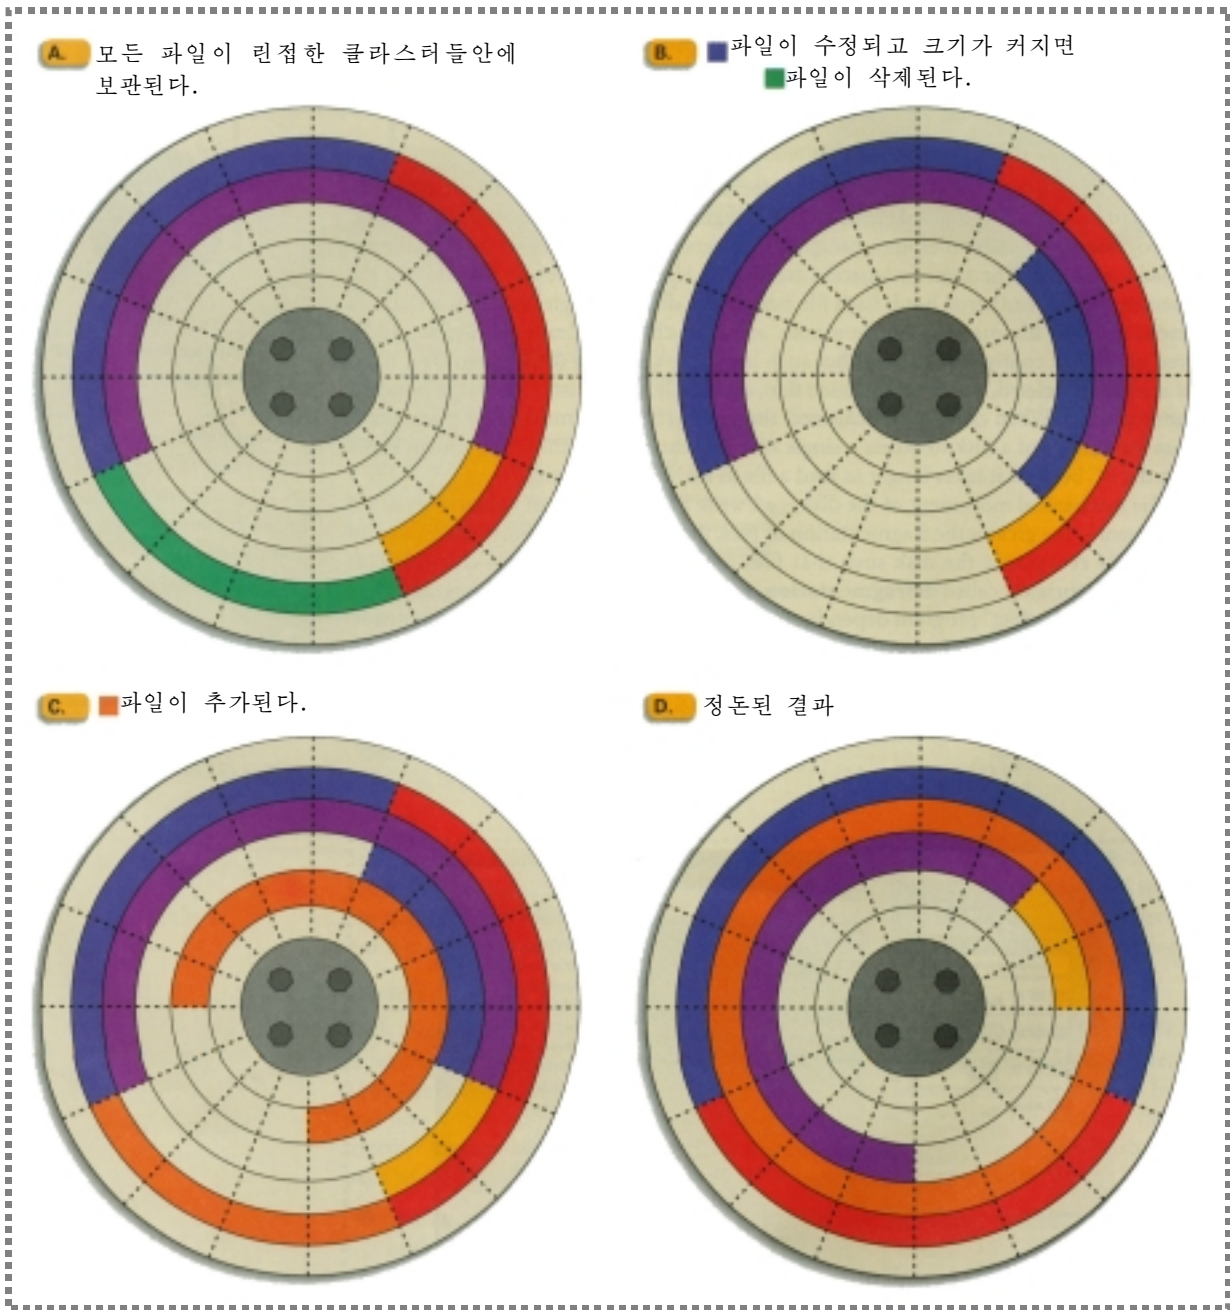 A. 모든 파일이 린접한 클라스터들안에
보관된다.
B. 파일이 수정되고 크기가 커지면
파일이 삭제된다.
C. 파일이 추가된다.
D. 정돈된 결과